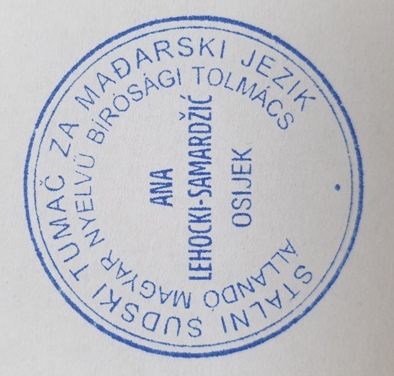 STALNI SUDSKI TUMAČ ZA MAĐARSKI JEZIK
ÁLLANDÓ MAGYAR NYELVŰ BÍRÓSÁGI TOLMÁCS
ANA
LEHOCKI-SAMARDŽIĆ
OSIJEK